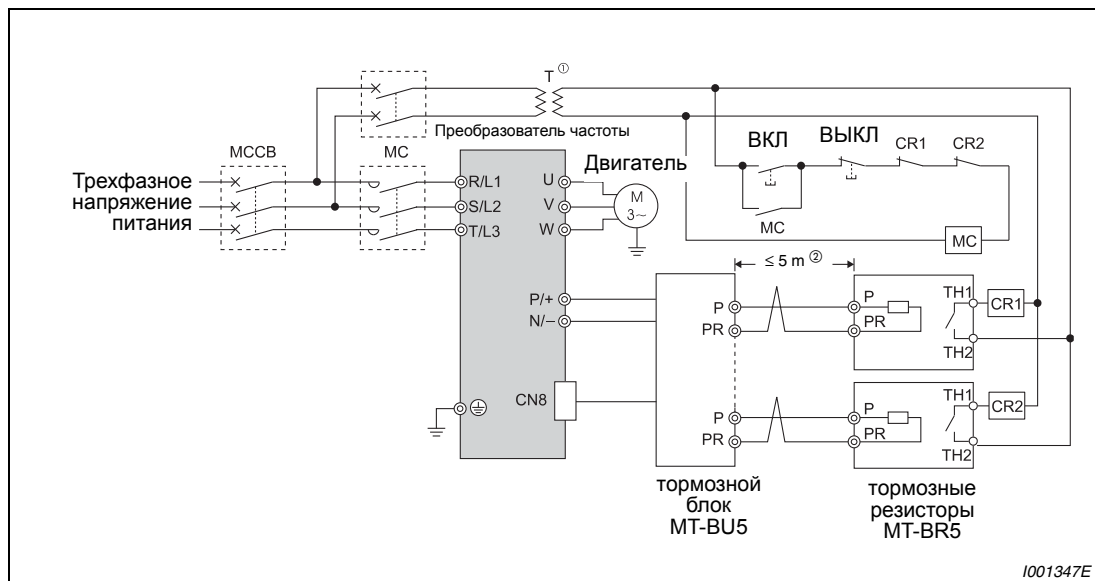 T ①
Преобразователь частоты
MCCB
MC
ВКЛ
ВЫКЛ
CR1
CR2
Трехфазное
напряжение
питания
R/L1
S/L2
T/L3
U
V
W
Двигатель
M
3~
MC
MC
P/+
N/−
CN8
≤ 5 m ②
P
PR
P
PR
TH1
TH2
CR1
P
PR
P
PR
TH1
TH2
CR2
тормозной
блок
MT-BU5
тормозные
резисторы
MT-BR5
I001347E